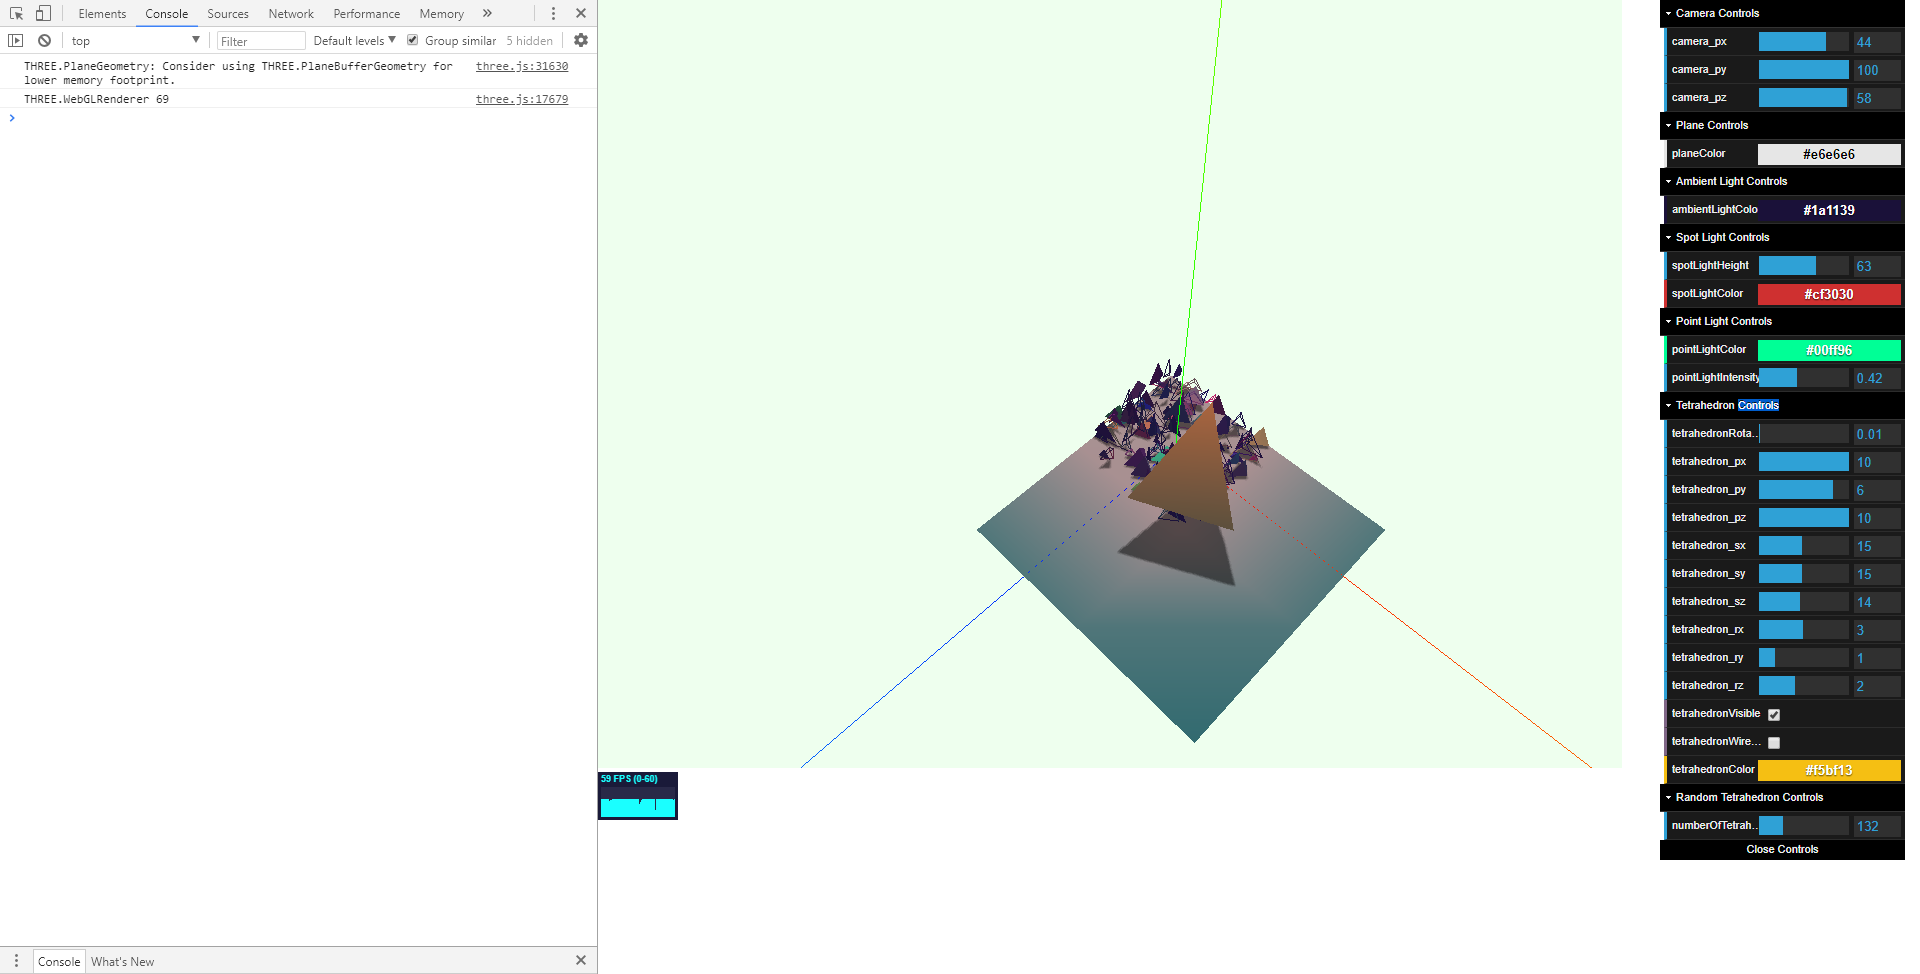 Elements Console Sources Network Performance Memory »
top Filter Default levels Group similar 5 hidden
THREE.PlaneGeometry: Consider using THREE.PlaneBufferGeometry for three.js:31630
lower memory footprint.
THREE.WebGLRenderer 69 three.js:17679
59 FPS (0-60)
Console What's New
Camera Controls
camera_px 44
camera_py 100
camera_pz 58
Plane Controls
planeColor #e6e6e6
Ambient Light Controls
ambientLightColo #1a1139
Spot Light Controls
spotLightHeight 63
spotLightColor #cf3030
Point Light Controls
pointLightColor #00ff96
pointLightIntensity 0.42
Tetrahedron Controls
tetrahedronRota... 0.01
tetrahedron_px 10
tetrahedron_py 6
tetrahedron_pz 10
tetrahedron_sx 15
tetrahedron_sy 15
tetrahedron_sz 14
tetrahedron_rx 3
tetrahedron_ry 1
tetrahedron_rz 2
tetrahedronVisible
tetrahedronWire...
tetrahedronColor #f5bf13
Random Tetrahedron Controls
numberOfTetrah... 132
Close Controls